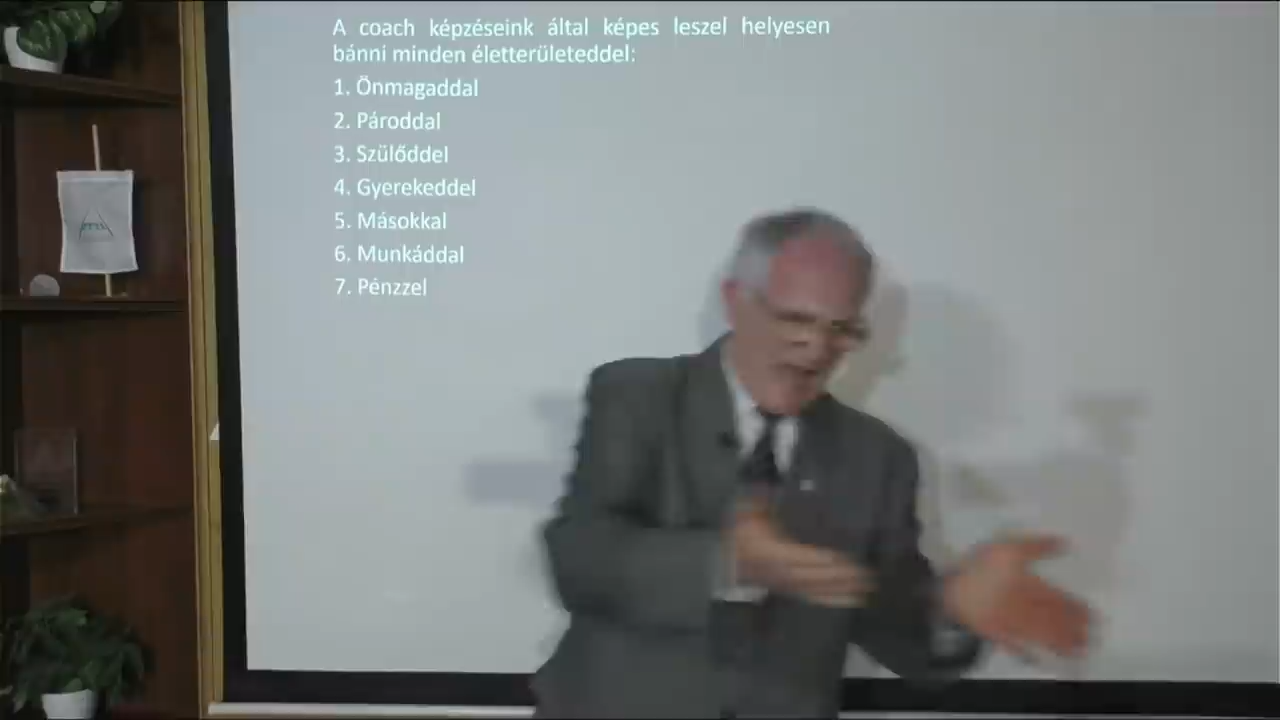 A coach képzéseink által képes leszel helyesen
bánni minden életterületeddel:
1. Önmagaddal
2. Pároddal
3. Szülőddel
4. Gyerekeddel
5. Másokkal
6. Munkáddal
7. Pénzzel